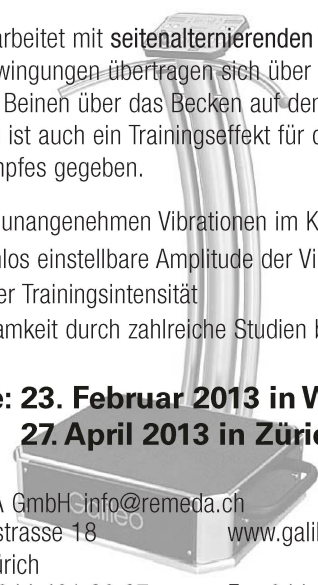 arbeitet mit seitenalternierenden
wingungen übertragen sich über
Beinen über das Becken auf den
ist auch ein Trainingseffekt für d
mpfes gegeben.
unangenehmen Vibrationen im K
los einstellbare Amplitude der Vi
er Trainingsintensität
amkeit durch zahlreiche Studien b
e: 23. Februar 2013 in W
27. April 2013 in Züric
A GmbH info@remeda.ch
strasse 18 www.galil
ürich
Galileo